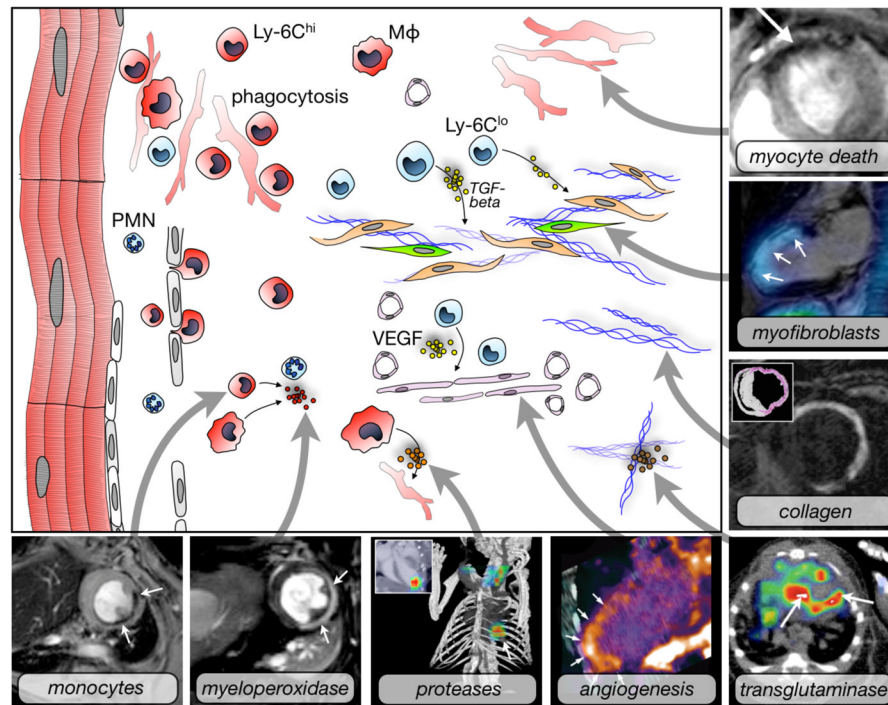 Ly-6Chi
MΦ
phagocytosis
Ly-6Clo
TGF-
beta
PMN
VEGF
myocyte death
myofibroblasts
collagen
monocytes
myeloperoxidase
proteases
angiogenesis
transglutaminase